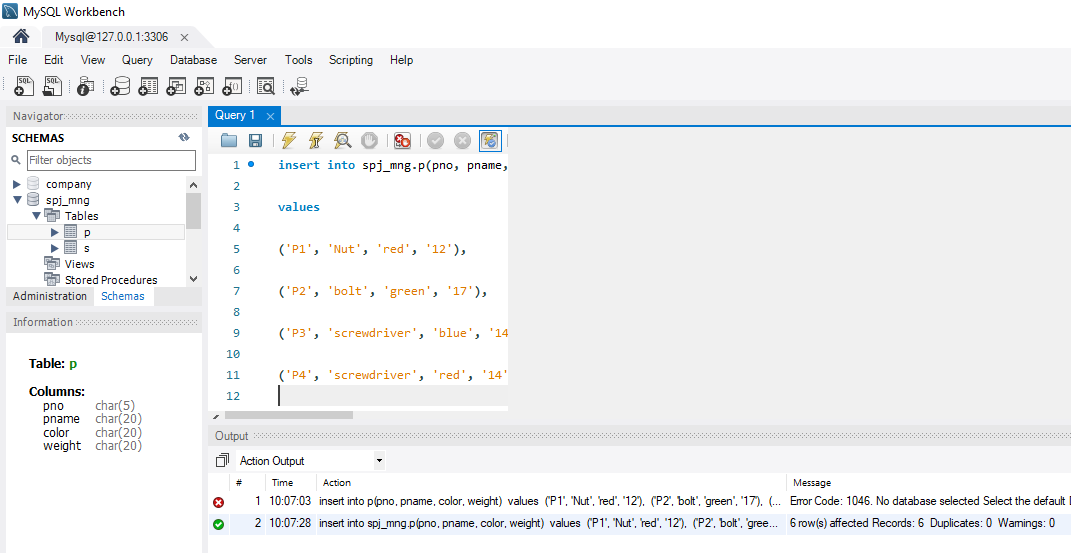 MySQL Workbench
Mysql@127.0.0.1:3306
File Edit View Query Database Server Tools Scripting Help
Navigator
SCHEMAS
Filter objects
company
spj_mng
Tables
p
s
Views
Stored Procedures
Administration Schemas
Information
Table: p
Columns:
pno char(5)
pname char(20)
color char(20)
weight char(20)
Query 1
1 insert into spj_mng.p(pno, pname,
2
3 values
4
5 ('P1', 'Nut', 'red', '12'),
6
7 ('P2', 'bolt', 'green', '17'),
8
9 ('P3', 'screwdriver', 'blue', '14
10
11 ('P4', 'screwdriver', 'red', '14'
12
Output
Action Output
# Time Action Message
1 10:07:03 insert into p(pno, pname, color, weight) values ('P1', 'Nut', 'red', '12'), ('P2', 'bolt', 'green', '17'), (... Error Code: 1046. No database selected Select the default
2 10:07:28 insert into spj_mng.p(pno, pname, color, weight) values ('P1', 'Nut', 'red', '12'), ('P2', 'bolt', 'gree... 6 row(s) affected Records: 6 Duplicates: 0 Warnings: 0